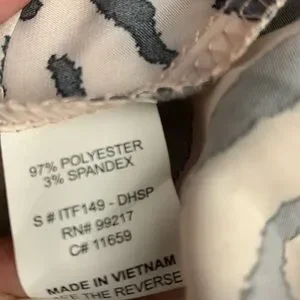 97% POLYESTER
3% SPANDEX
S # ITF149 - DHSP
RN# 99217
C# 11659
MADE IN VIETNAM
SEE THE REVERSE